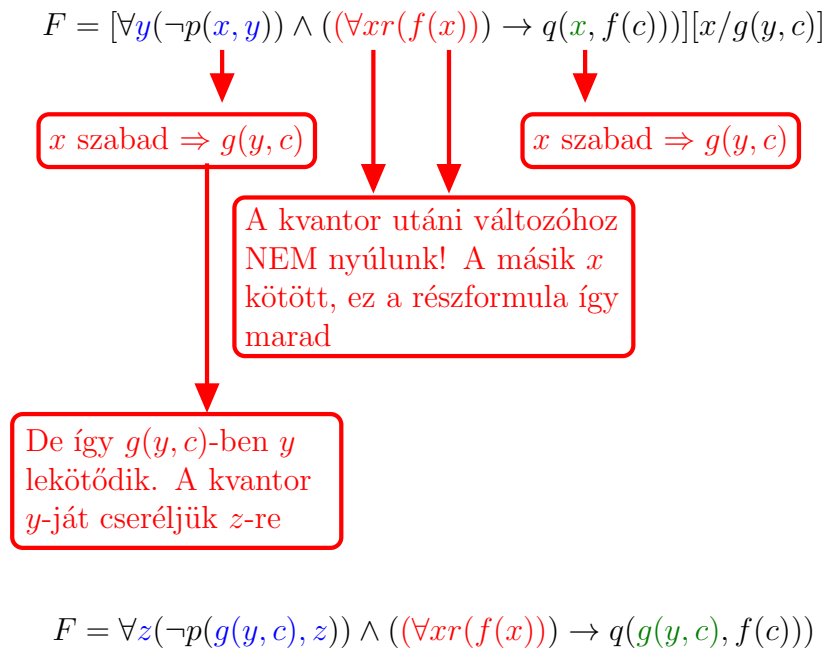 F = [∀y(¬p(x, y)) ∧ ((∀xr(f(x))) → q(x, f(c)))][x/g(y, c]
x szabad ⇒ g(y, c)
x szabad ⇒ g(y, c)
A kvantor utáni változóhoz
NEM nyúlunk! A másik x
kötött, ez a részformula így
marad
De így g(y, c)-ben y
lekötődik. A kvantor
y-ját cseréljük z-re
F = ∀z(¬p(g(y, c), z)) ∧ ((∀xr(f(x))) → q(g(y, c), f(c)))